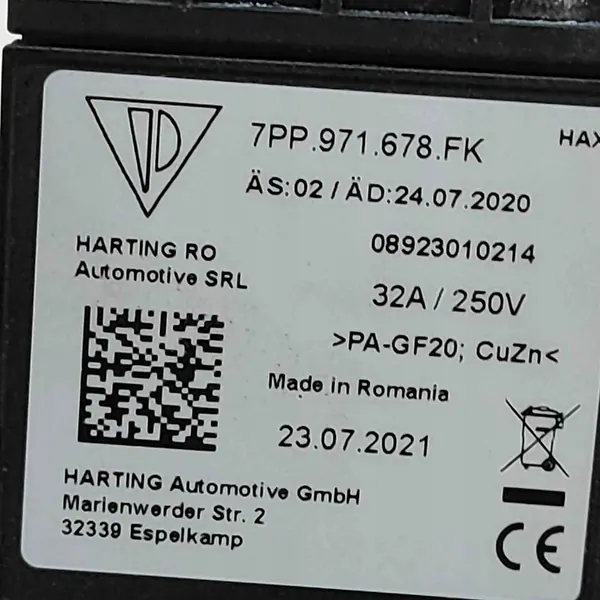 7PP.971.678.FK
HAX
ÄS:02 / ÄD:24.07.2020
08923010214
HARTING RO
Automotive SRL
32A / 250V
>PA-GF20; CuZn<
Made in Romania
23.07.2021
HARTING Automotive GmbH
Marienwerder Str. 2
32339 Espelkamp
CE